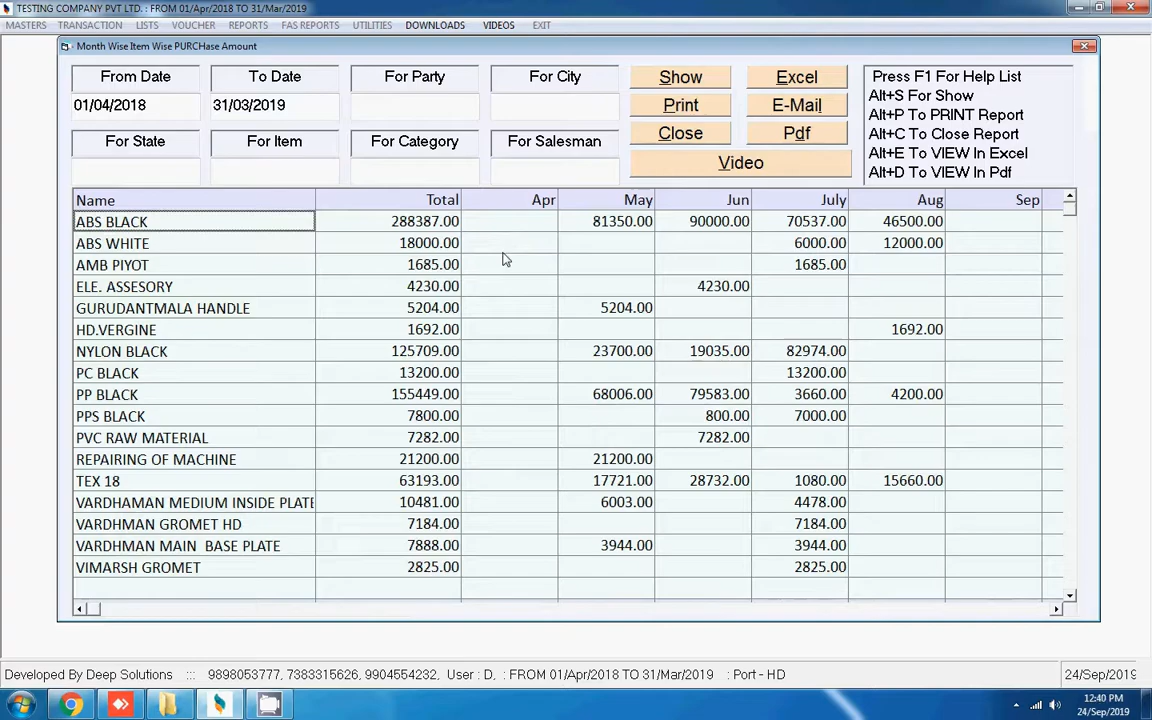 TESTING COMPANY PVT LTD. : FROM 01/Apr/2018 TO 31/Mar/2019
MASTERS TRANSACTION LISTS VOUCHER REPORTS FAS REPORTS UTILITIES DOWNLOADS VIDEOS EXIT
Month Wise Item Wise PURCHase Amount
From Date To Date For Party For City Show Excel Press F1 For Help List
Alt+S For Show
01/04/2018 31/03/2019 Print E-Mail Alt+P To PRINT Report
For State For Item For Category For Salesman Close Pdf Alt+C To Close Report
Alt+E To VIEW In Excel
Video Alt+D To VIEW In Pdf
Name Total Apr May Jun July Aug Sep
ABS BLACK 288387.00 81350.00 90000.00 70537.00 46500.00
ABS WHITE 18000.00 6000.00 12000.00
AMB PIYOT 1685.00 1685.00
ELE. ASSESORY 4230.00 4230.00
GURUDANTMALA HANDLE 5204.00 5204.00
HD.VERGINE 1692.00 1692.00
NYLON BLACK 125709.00 23700.00 19035.00 82974.00
PC BLACK 13200.00 13200.00
PP BLACK 155449.00 68006.00 79583.00 3660.00 4200.00
PPS BLACK 7800.00 800.00 7000.00
PVC RAW MATERIAL 7282.00 7282.00
REPAIRING OF MACHINE 21200.00 21200.00
TEX 18 63193.00 17721.00 28732.00 1080.00 15660.00
VARDHAMAN MEDIUM INSIDE PLATE 10481.00 6003.00 4478.00
VARDHMAN GROMET HD 7184.00 7184.00
VARDHMAN MAIN BASE PLATE 7888.00 3944.00 3944.00
VIMARSH GROMET 2825.00 2825.00
Developed By Deep Solutions ::: 9898053777, 7383315626, 9904554232, User : D, : FROM 01/Apr/2018 TO 31/Mar/2019 : Port - HD 24/Sep/2019
12:40 PM
24/Sep/2019